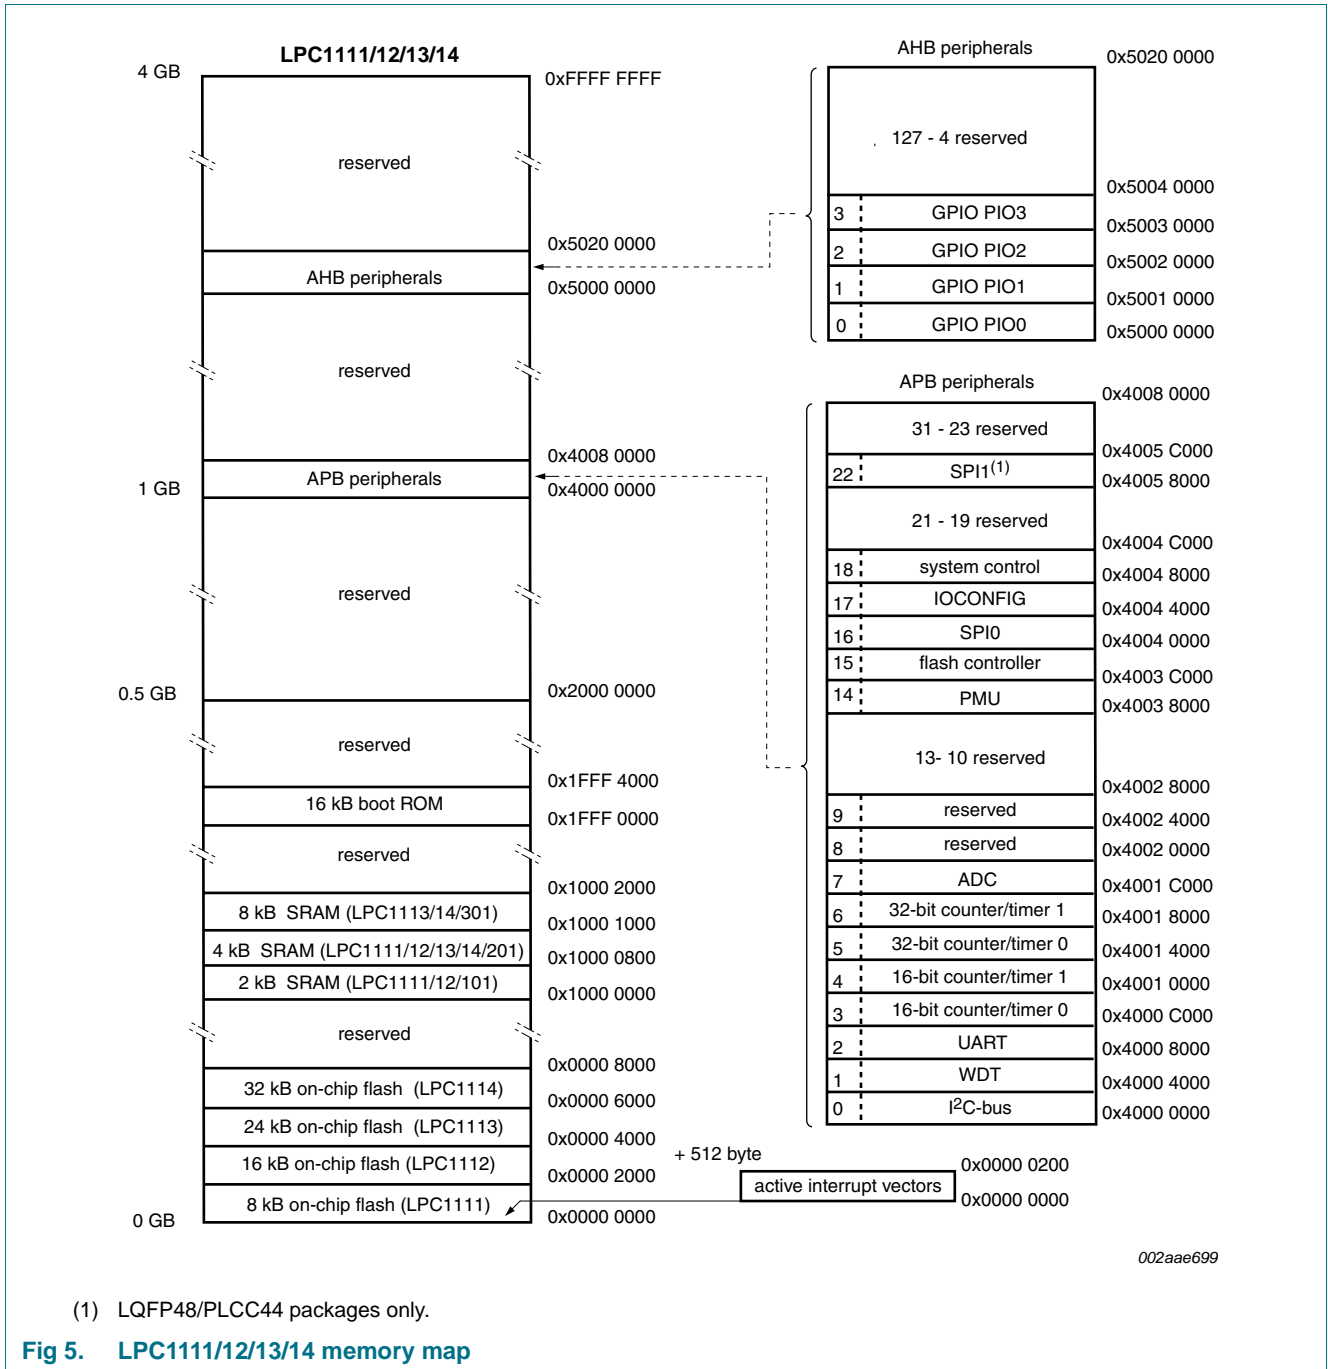 LPC1111/12/13/14
4 GB
0xFFFF FFFF
reserved
0x5020 0000
AHB peripherals
0x5000 0000
reserved
0x4008 0000
APB peripherals
1 GB
0x4000 0000
reserved
0.5 GB
0x2000 0000
reserved
0x1FFF 4000
16 kB boot ROM
0x1FFF 0000
reserved
0x1000 2000
8 kB SRAM (LPC1113/14/301)
0x1000 1000
4 kB SRAM (LPC1111/12/13/14/201)
0x1000 0800
2 kB SRAM (LPC1111/12/101)
0x1000 0000
reserved
0x0000 8000
32 kB on-chip flash (LPC1114)
0x0000 6000
24 kB on-chip flash (LPC1113)
0x0000 4000
16 kB on-chip flash (LPC1112)
0x0000 2000
8 kB on-chip flash (LPC1111)
0 GB
0x0000 0000
AHB peripherals
0x5020 0000
127 - 4 reserved
0x5004 0000
3 GPIO PIO3
0x5003 0000
2 GPIO PIO2
0x5002 0000
1 GPIO PIO1
0x5001 0000
0 GPIO PIO0
0x5000 0000
APB peripherals
0x4008 0000
31 - 23 reserved
0x4005 C000
22 SPI1(1)
0x4005 8000
21 - 19 reserved
0x4004 C000
18 system control
0x4004 8000
17 IOCONFIG
0x4004 4000
16 SPI0
0x4004 0000
15 flash controller
0x4003 C000
14 PMU
0x4003 8000
13- 10 reserved
0x4002 8000
9 reserved
0x4002 4000
8 reserved
0x4002 0000
7 ADC
0x4001 C000
6 32-bit counter/timer 1
0x4001 8000
5 32-bit counter/timer 0
0x4001 4000
4 16-bit counter/timer 1
0x4001 0000
3 16-bit counter/timer 0
0x4000 C000
2 UART
0x4000 8000
1 WDT
0x4000 4000
0 I2C-bus
0x4000 0000
+ 512 byte
0x0000 0200
active interrupt vectors
0x0000 0000
002aae699
(1) LQFP48/PLCC44 packages only.
Fig 5. LPC1111/12/13/14 memory map